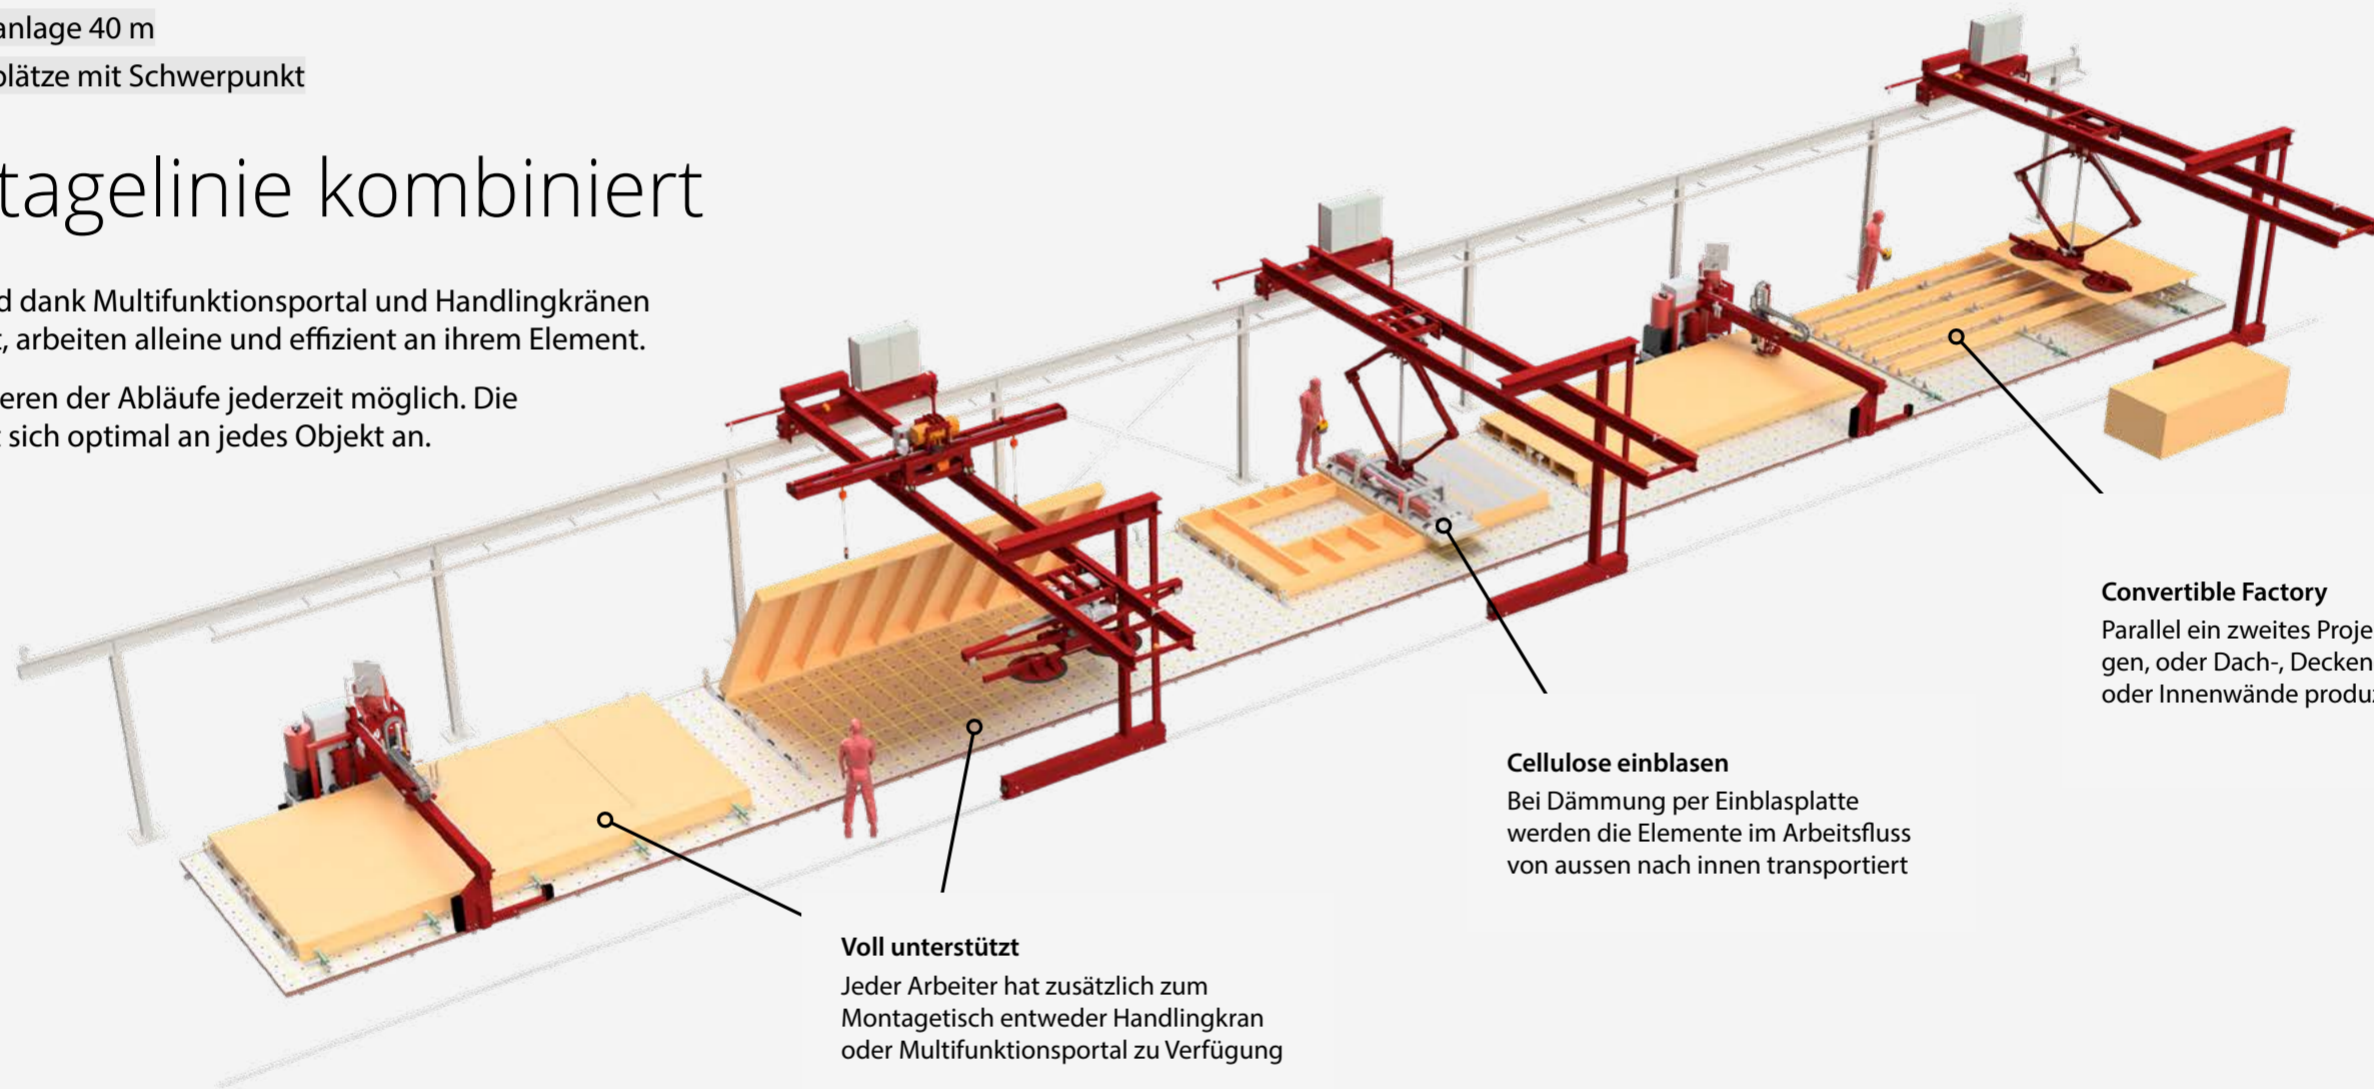 anlage 40 m
plätze mit Schwerpunkt
tagelinie kombiniert
d dank Multifunktionsportal und Handlingkränen
t, arbeiten alleine und effizient an ihrem Element.
eren der Abläufe jederzeit möglich. Die
t sich optimal an jedes Objekt an.
Convertible Factory
Parallel ein zweites Proje
gen, oder Dach-, Decken
oder Innenwände produz
Cellulose einblasen
Bei Dämmung per Einblasplatte
werden die Elemente im Arbeitsfluss
von aussen nach innen transportiert
Voll unterstützt
Jeder Arbeiter hat zusätzlich zum
Montagetisch entweder Handlingkran
oder Multifunktionsportal zu Verfügung